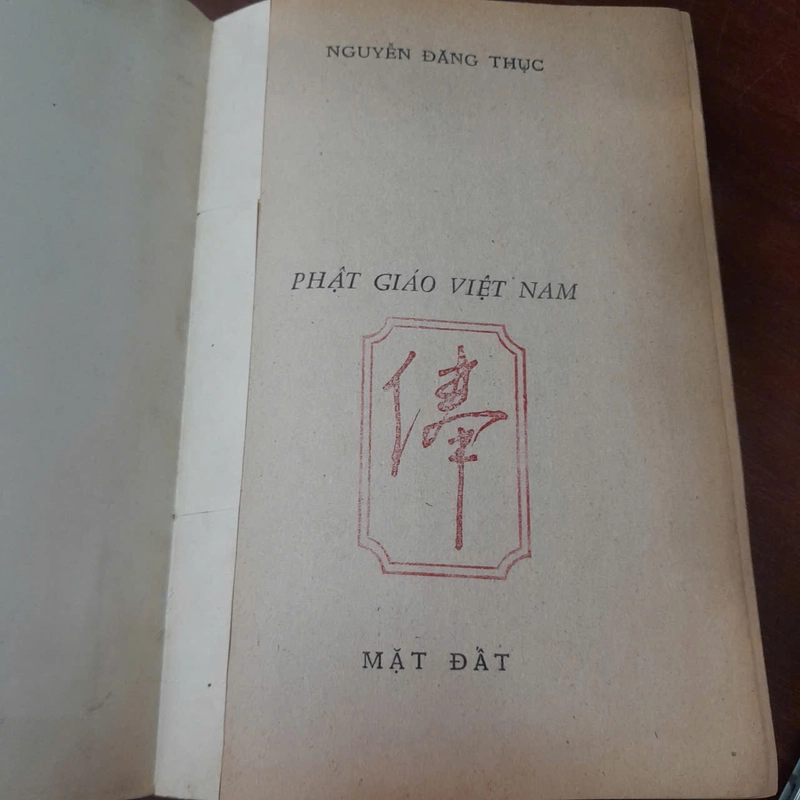 NGUYỄN ĐĂNG THỤC
PHẬT GIÁO VIỆT NAM
MẶT ĐẤT